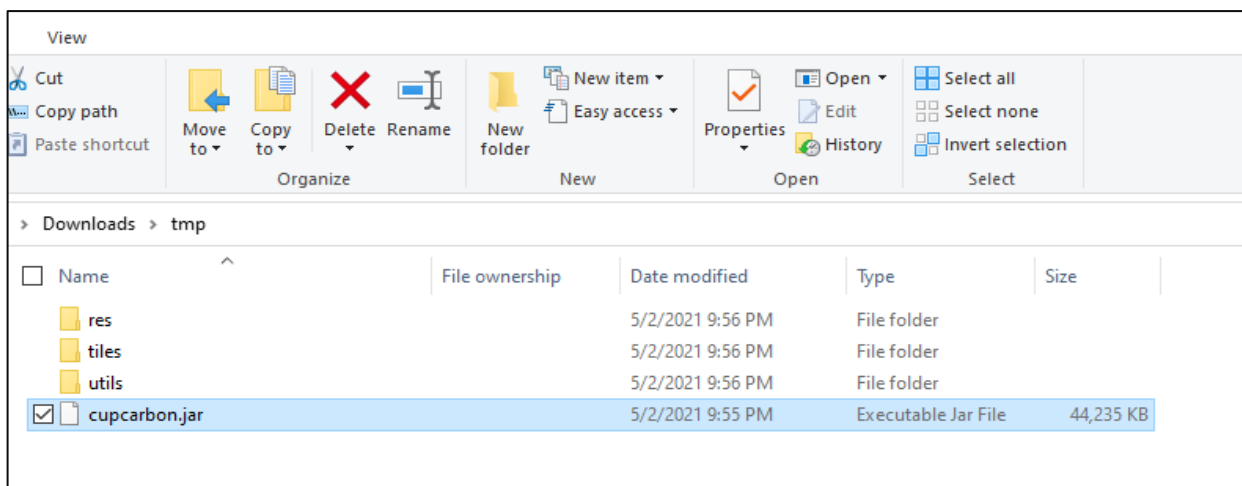 View
Cut
Copy path
Paste shortcut
Move to
Copy to
Delete
Rename
New folder
New item
Easy access
Properties
Open
Edit
History
Select all
Select none
Invert selection
Organize
New
Open
Select
> Downloads > tmp
Name File ownership Date modified Type Size
res 5/2/2021 9:56 PM File folder
tiles 5/2/2021 9:56 PM File folder
utils 5/2/2021 9:56 PM File folder
cupcarbon.jar 5/2/2021 9:55 PM Executable Jar File 44,235 KB